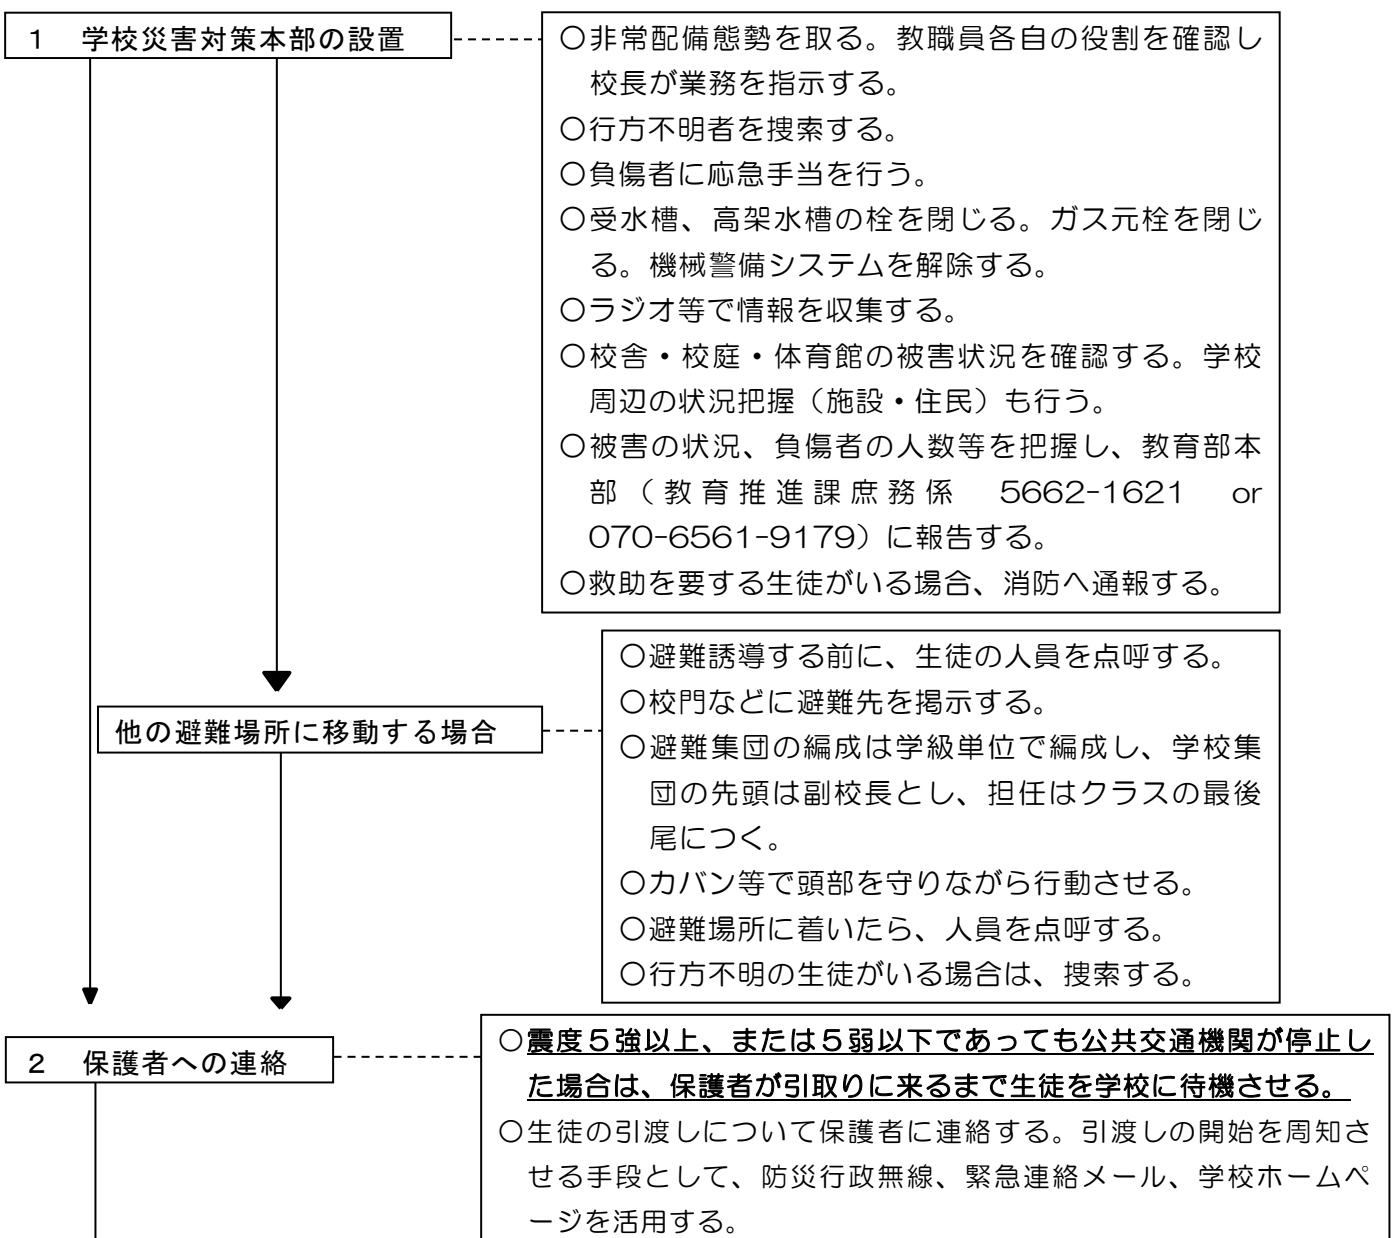 １　学校災害対策本部の設置
○非常配備態勢を取る。教職員各自の役割を確認し
校長が業務を指示する。
○行方不明者を捜索する。
○負傷者に応急手当を行う。
○受水槽、高架水槽の栓を閉じる。ガス元栓を閉じ
る。機械警備システムを解除する。
○ラジオ等で情報を収集する。
○校舎・校庭・体育館の被害状況を確認する。学校
周辺の状況把握（施設・住民）も行う。
○被害の状況、負傷者の人数等を把握し、教育部本
部（教育推進課庶務係　5662-1621　or
070-6561-9179）に報告する。
○救助を要する生徒がいる場合、消防へ通報する。
他の避難場所に移動する場合
○避難誘導する前に、生徒の人員を点呼する。
○校門などに避難先を掲示する。
○避難集団の編成は学級単位で編成し、学校集
団の先頭は副校長とし、担任はクラスの最後
尾につく。
○カバン等で頭部を守りながら行動させる。
○避難場所に着いたら、人員を点呼する。
○行方不明の生徒がいる場合は、捜索する。
２　保護者への連絡
○震度５強以上、または５弱以下であっても公共交通機関が停止し
た場合は、保護者が引取りに来るまで生徒を学校に待機させる。
○生徒の引渡しについて保護者に連絡する。引渡しの開始を周知さ
せる手段として、防災行政無線、緊急連絡メール、学校ホームペ
ージを活用する。